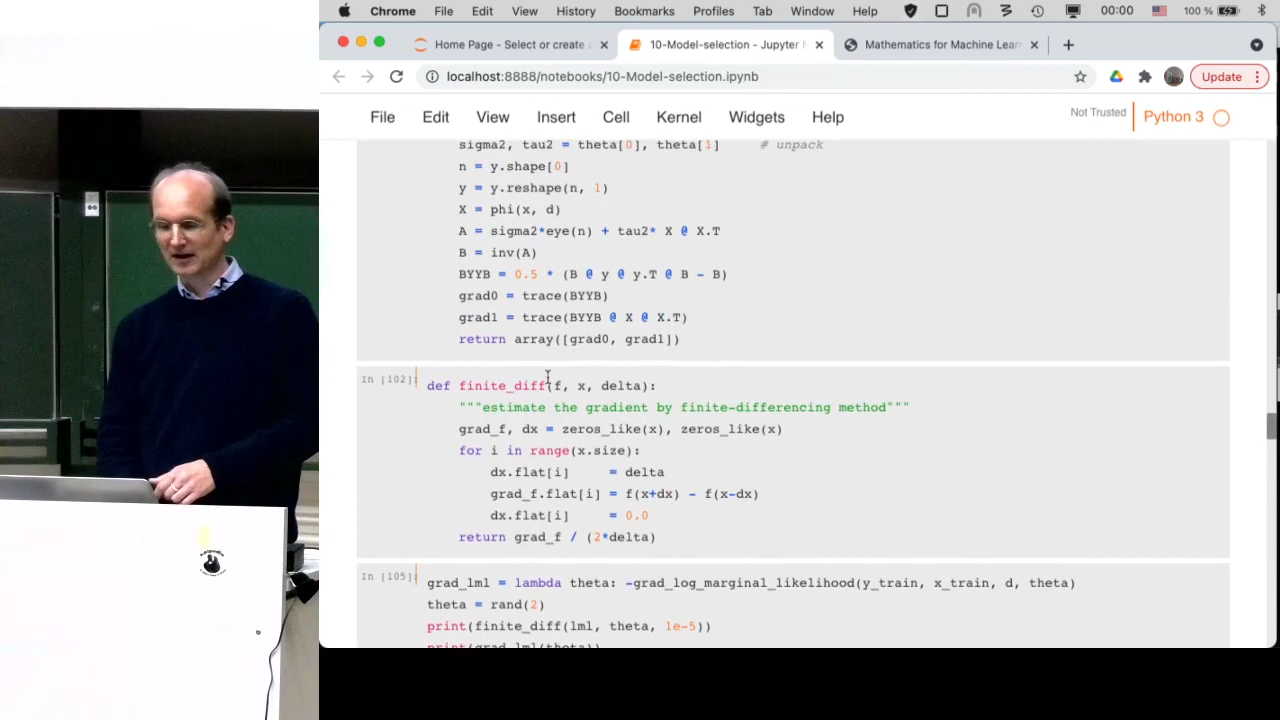 Chrome File Edit View History Bookmarks Profiles Tab Window Help 00:00 100 %
Home Page - Select or create a
10-Model-selection - Jupyter
Mathematics for Machine Lear
localhost:8888/notebooks/10-Model-selection.ipynb
Update
File Edit View Insert Cell Kernel Widgets Help
Not Trusted
Python 3
sigma2, tau2 = theta[0], theta[1] # unpack
n = y.shape[0]
y = y.reshape(n, 1)
X = phi(x, d)
A = sigma2*eye(n) + tau2* X @ X.T
B = inv(A)
BYYB = 0.5 * (B @ y @ y.T @ B - B)
grad0 = trace(BYYB)
grad1 = trace(BYYB @ X @ X.T)
return array([grad0, grad1])
In [102]:
def finite_diff(f, x, delta):
"""estimate the gradient by finite-differencing method"""
grad_f, dx = zeros_like(x), zeros_like(x)
for i in range(x.size):
dx.flat[i] = delta
grad_f.flat[i] = f(x+dx) - f(x-dx)
dx.flat[i] = 0.0
return grad_f / (2*delta)
In [105]:
grad_lml = lambda theta: -grad_log_marginal_likelihood(y_train, x_train, d, theta)
theta = rand(2)
print(finite_diff(lml, theta, 1e-5))
print(grad_lml(theta))